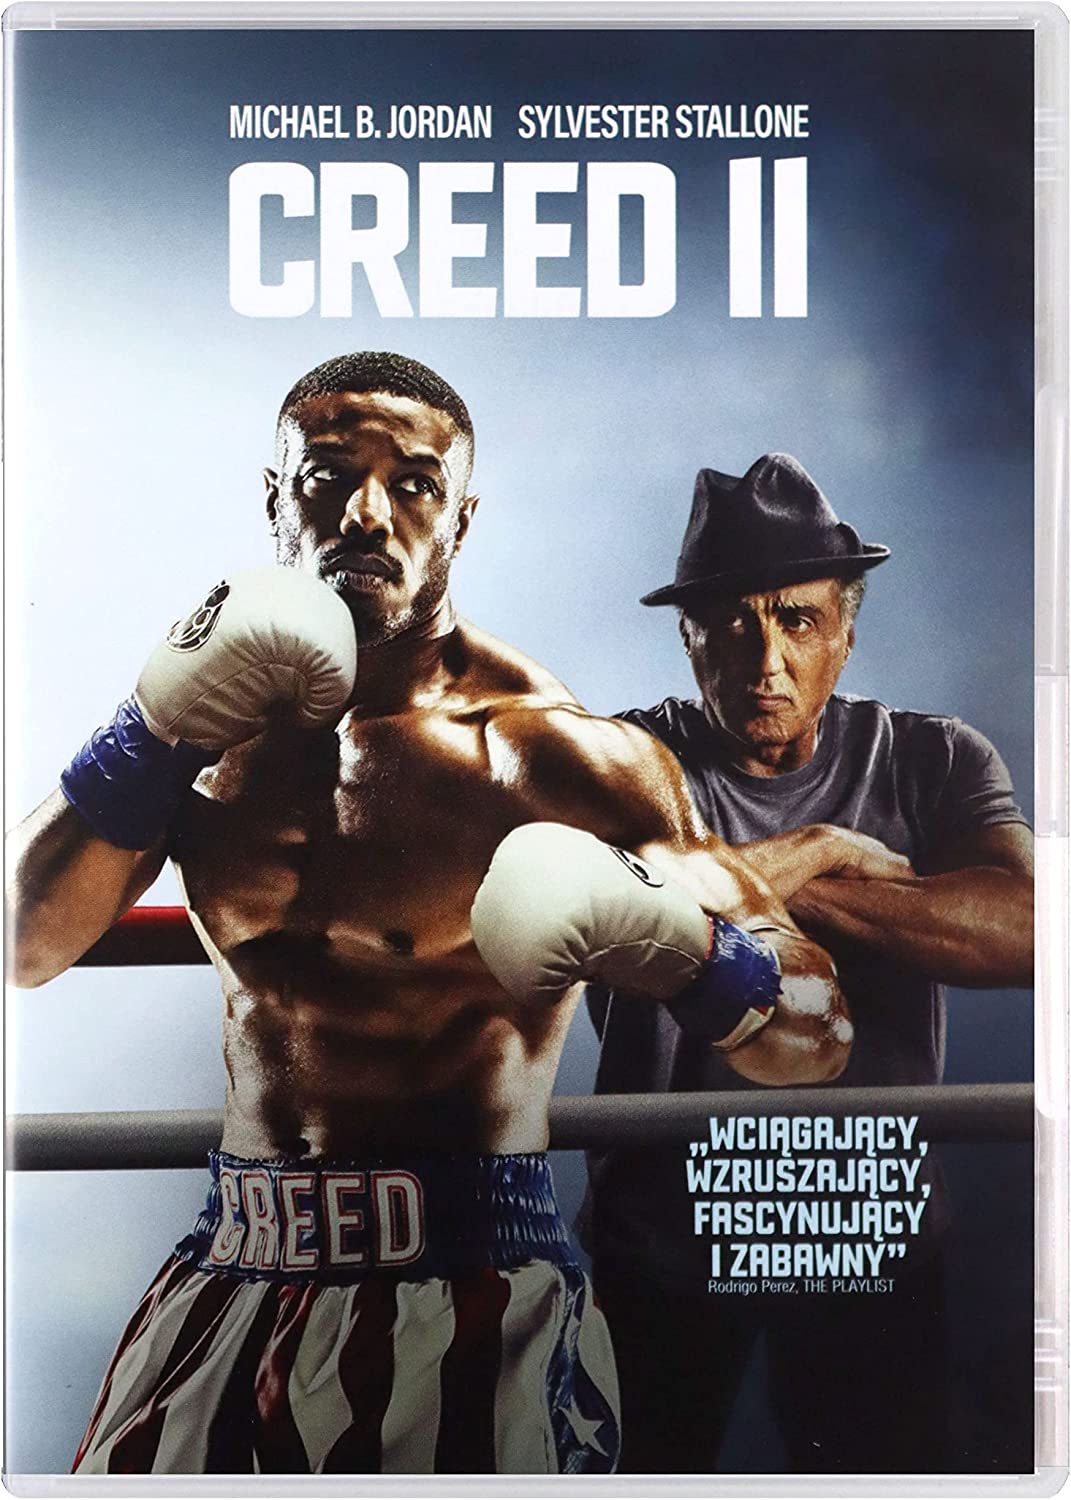 MICHAEL B. JORDAN SYLVESTER STALLONE
CREED II
CREED
„WCIĄGAJĄCY,
WZRUSZAJĄCY,
FASCYNUJĄCY
I ZABAWNY”
Rodrigo Perez, THE PLAYLIST